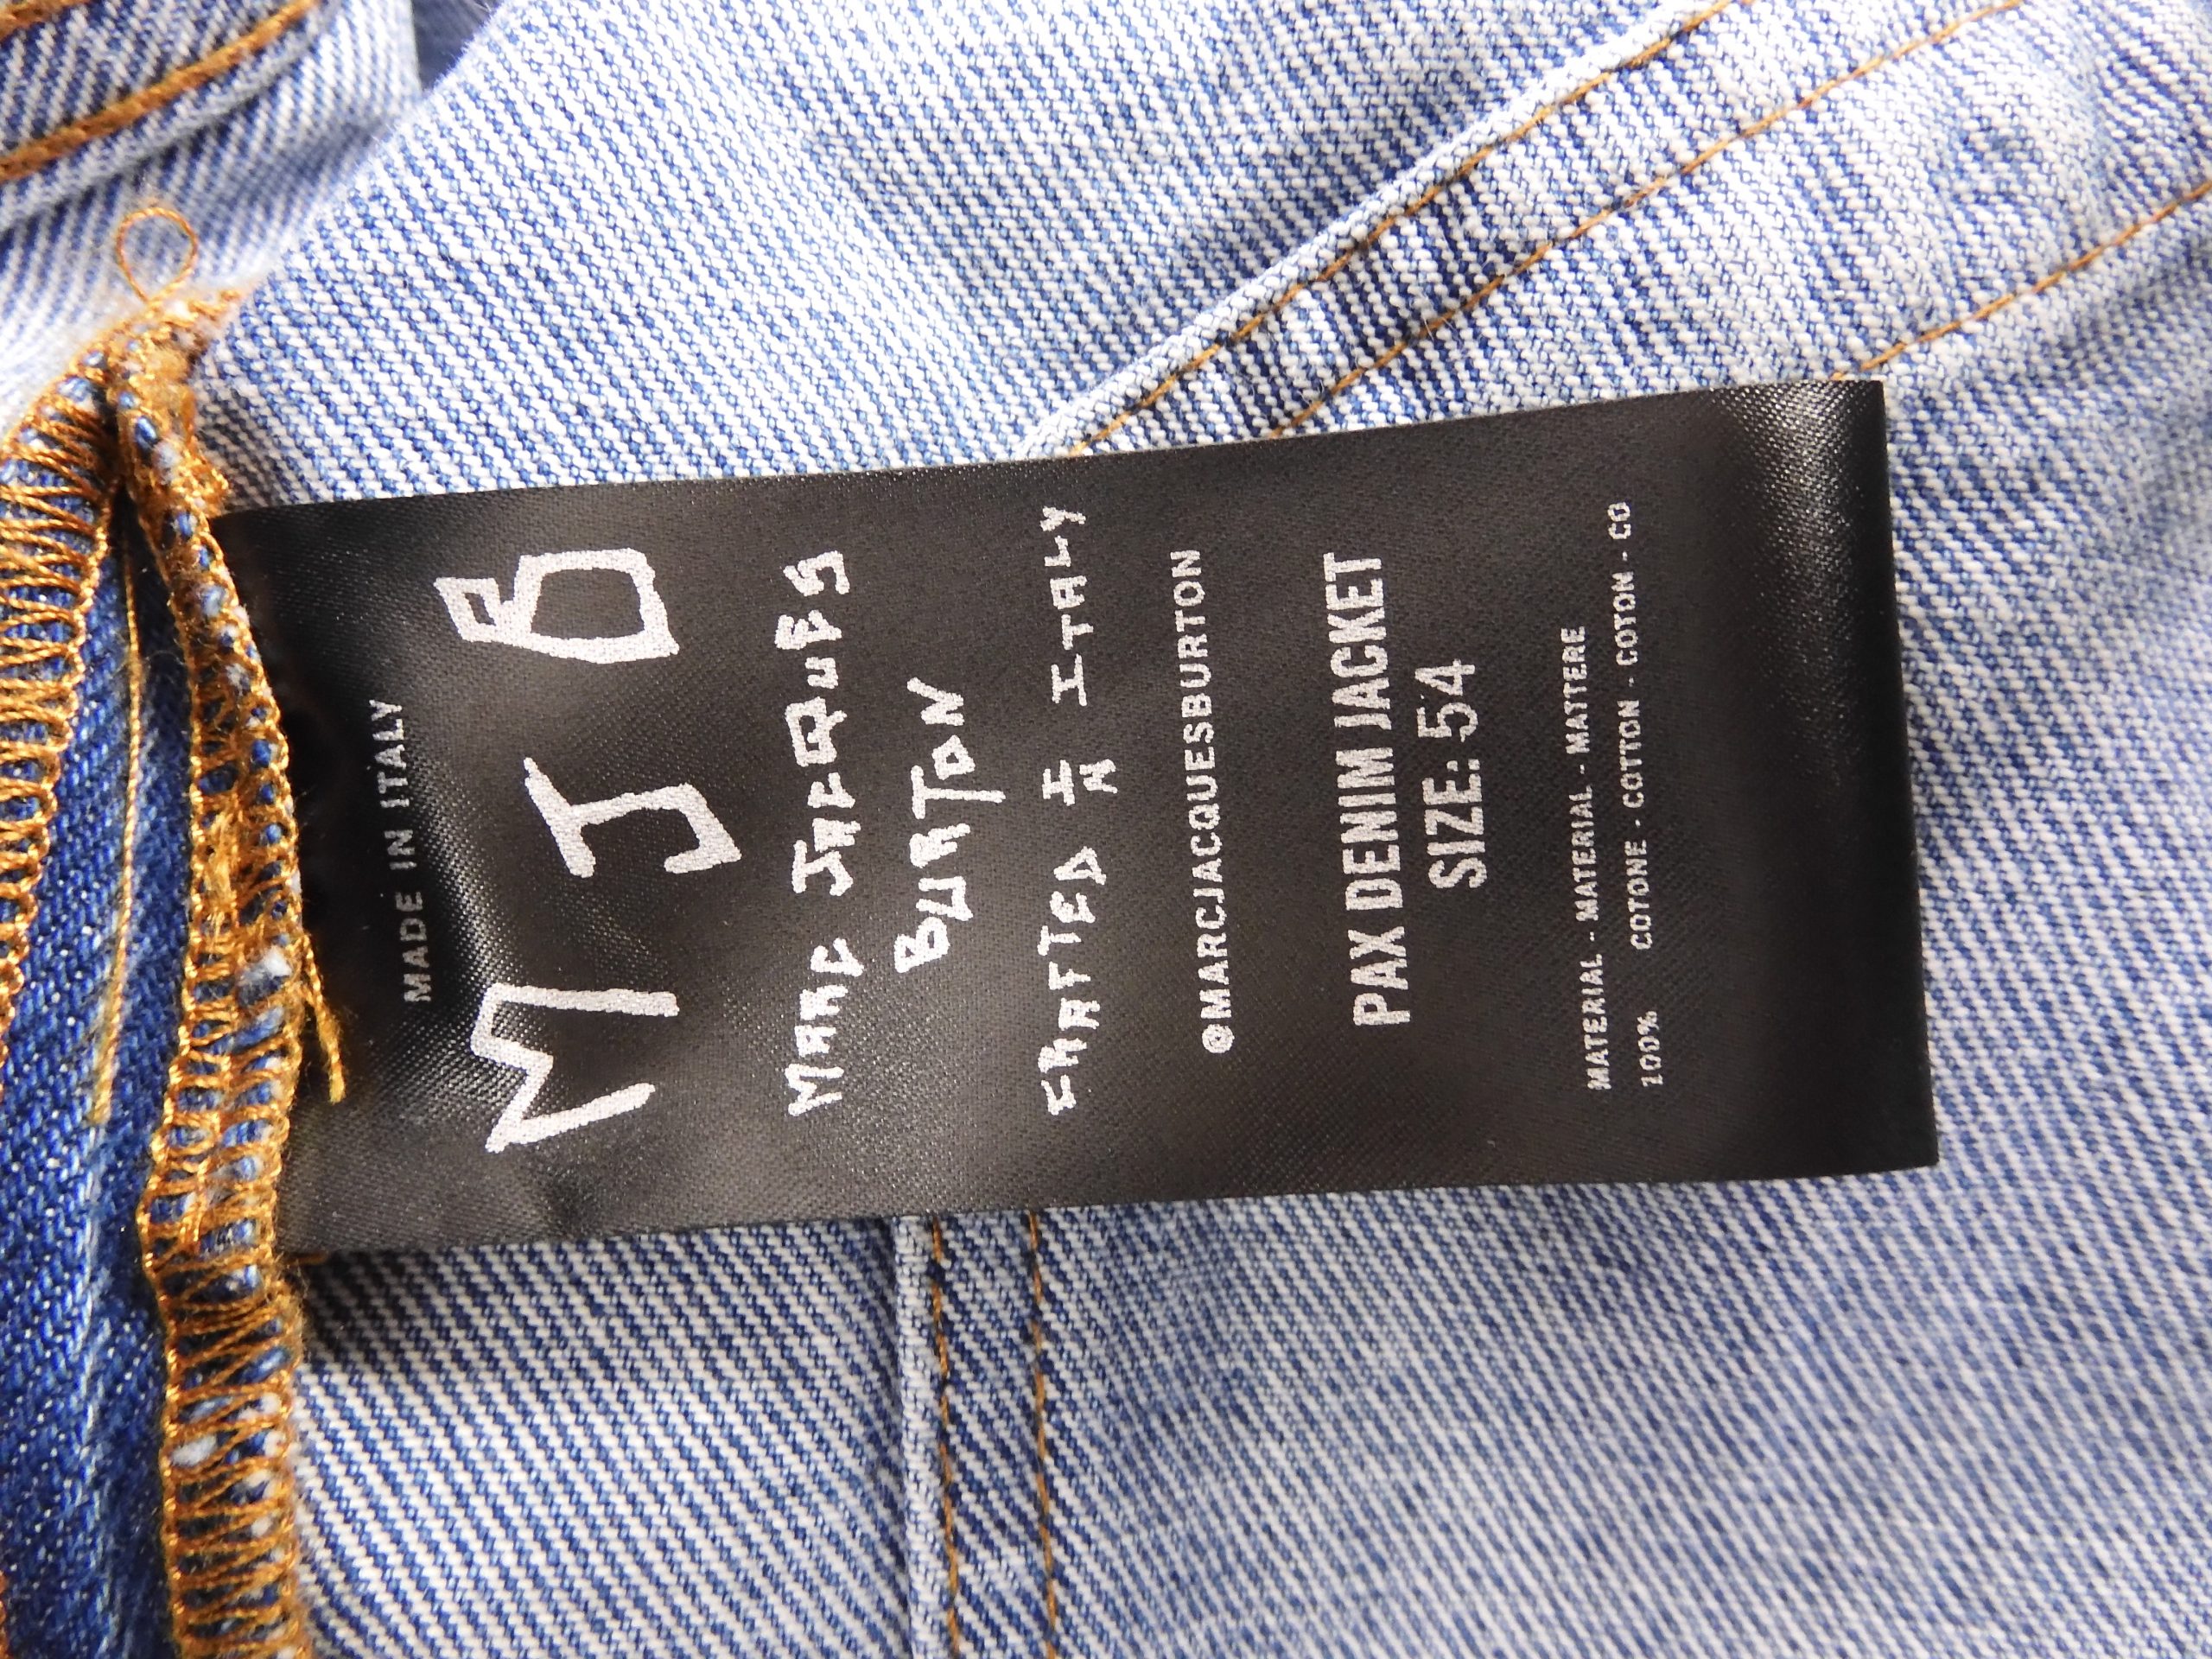 MADE IN ITALY
MJB
MARC JACQUES
BURTON
CRAFTED IN ITALY
@MARCJACQUESBURTON
PAX DENIM JACKET
SIZE: 54
MATERIAL - MATERIAL - MATIERE
100% COTONE - COTTON - COTON - CO